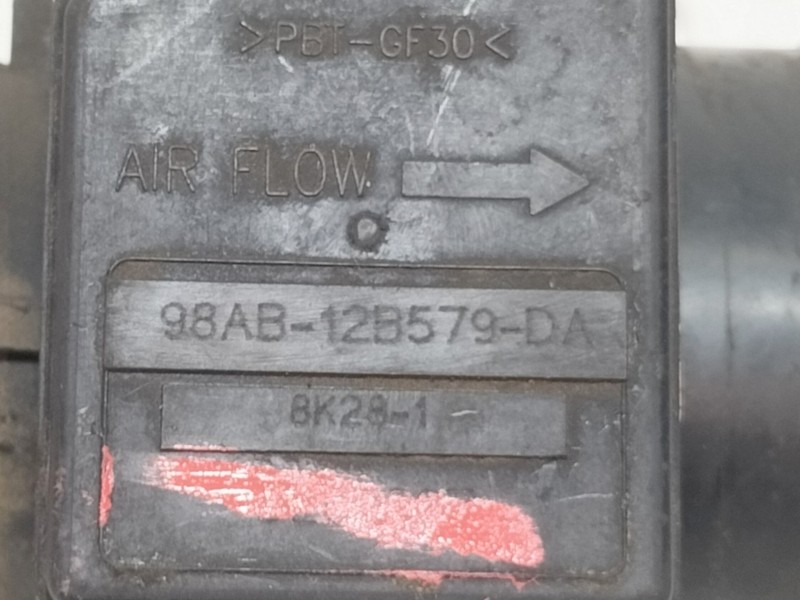 >PBT-GF30<
AIR FLOW
98AB-12B579-DA
8K28-1